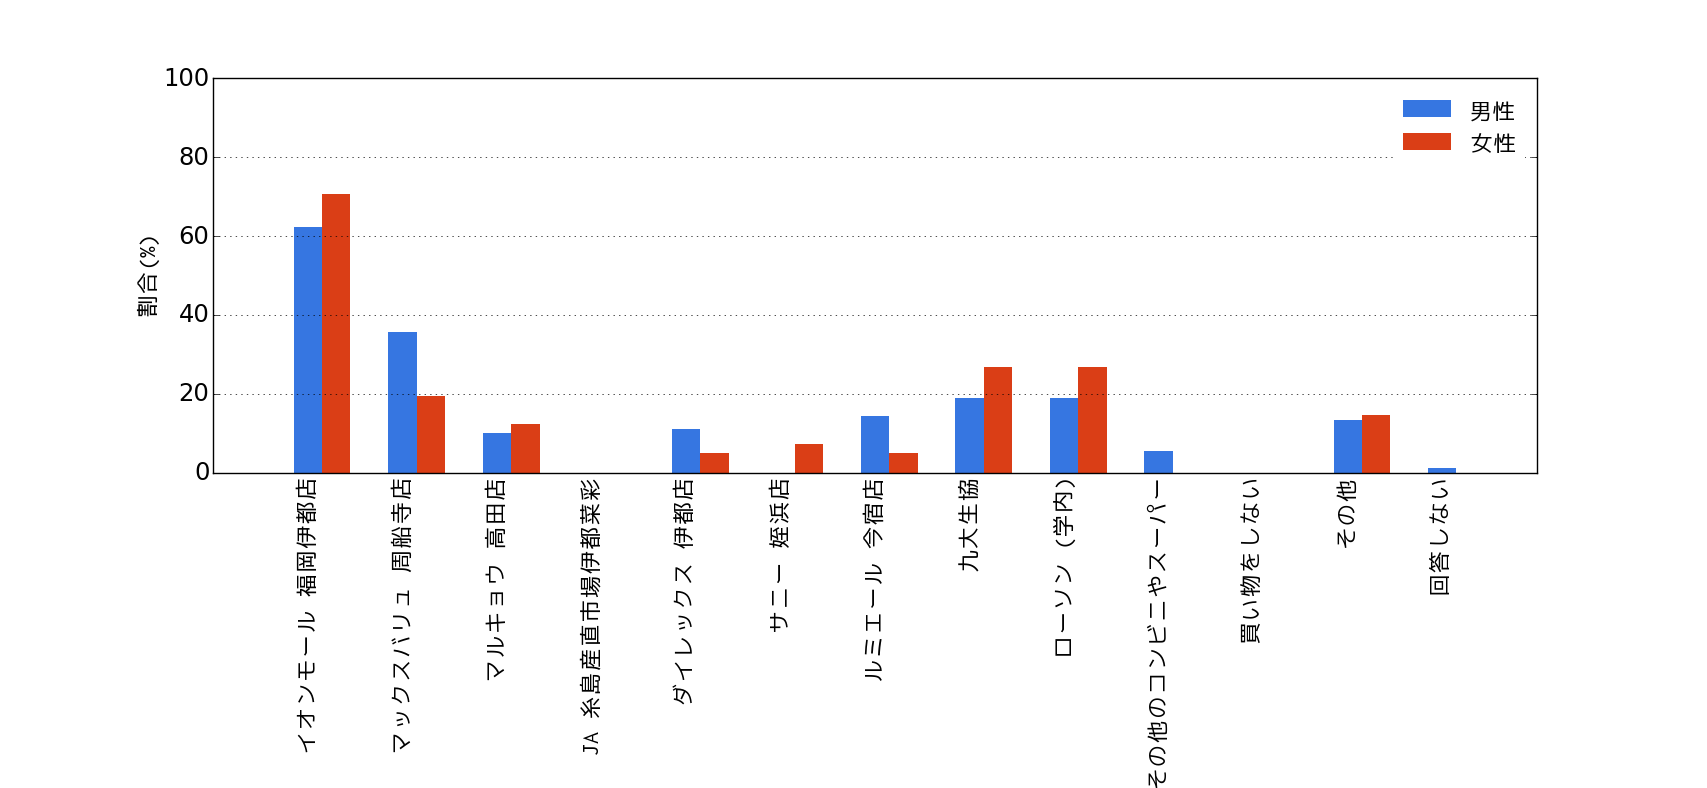 100
80
60
40
20
0
割合(%)
男性
女性
イオンモール 福岡伊都店
マックスバリュ 周船寺店
マルキョウ 高田店
JA 糸島産直市場伊都菜彩
ダイレックス 伊都店
サニー 姪浜店
ルミエール 今宿店
九大生協
ローソン (学内)
その他のコンビニやスーパー
買い物をしない
その他
回答しない